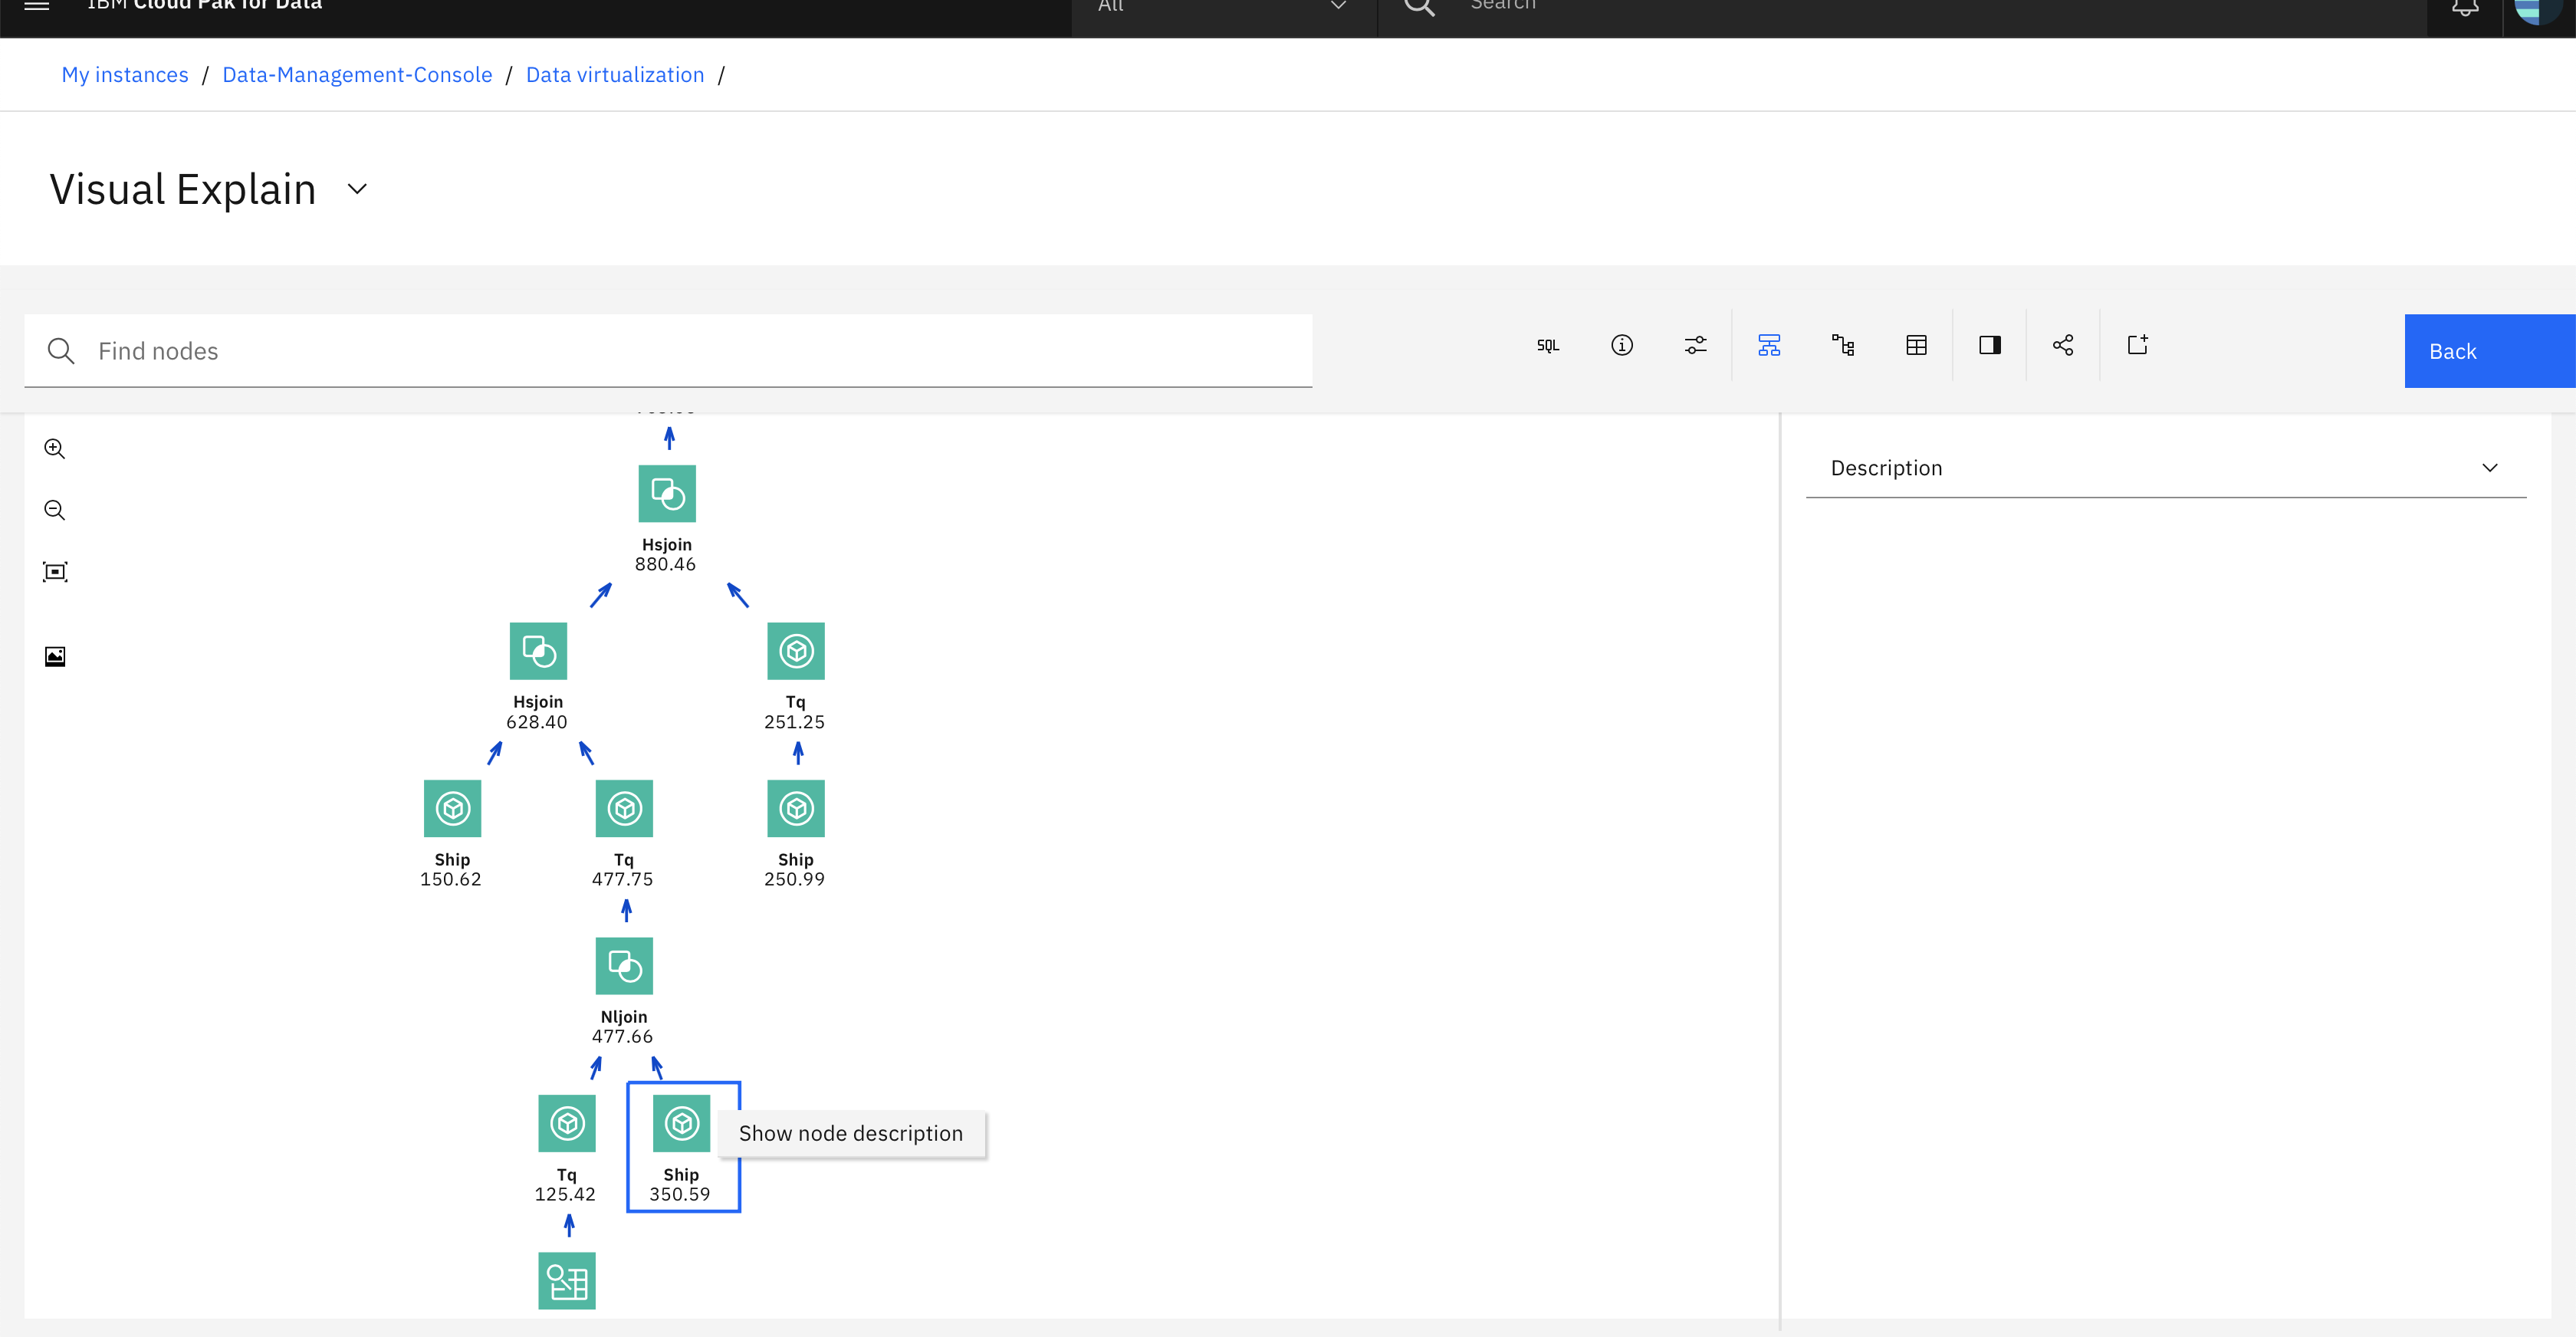 IBM Cloud Pak for Data
All
Search
My instances / Data-Management-Console / Data virtualization /
Visual Explain
Find nodes
SQL
Back
Description
Hsjoin
880.46
Hsjoin
628.40
Tq
251.25
Ship
150.62
Tq
477.75
Ship
250.99
Nljoin
477.66
Show node description
Tq
125.42
Ship
350.59